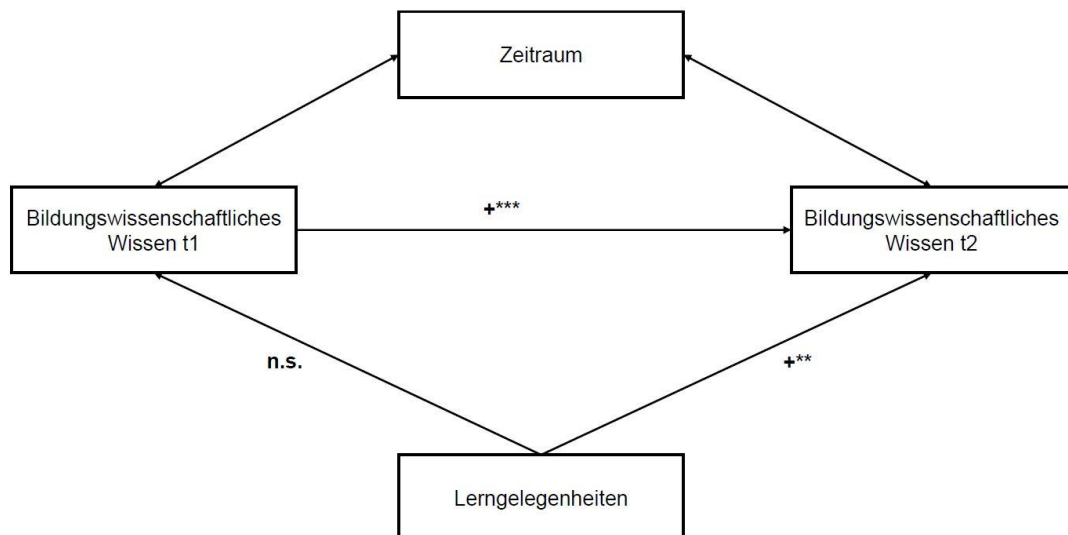 Zeitraum
Bildungswissenschaftliches
Wissen t1
+***
Bildungswissenschaftliches
Wissen t2
n.s.
+**
Lerngelegenheiten